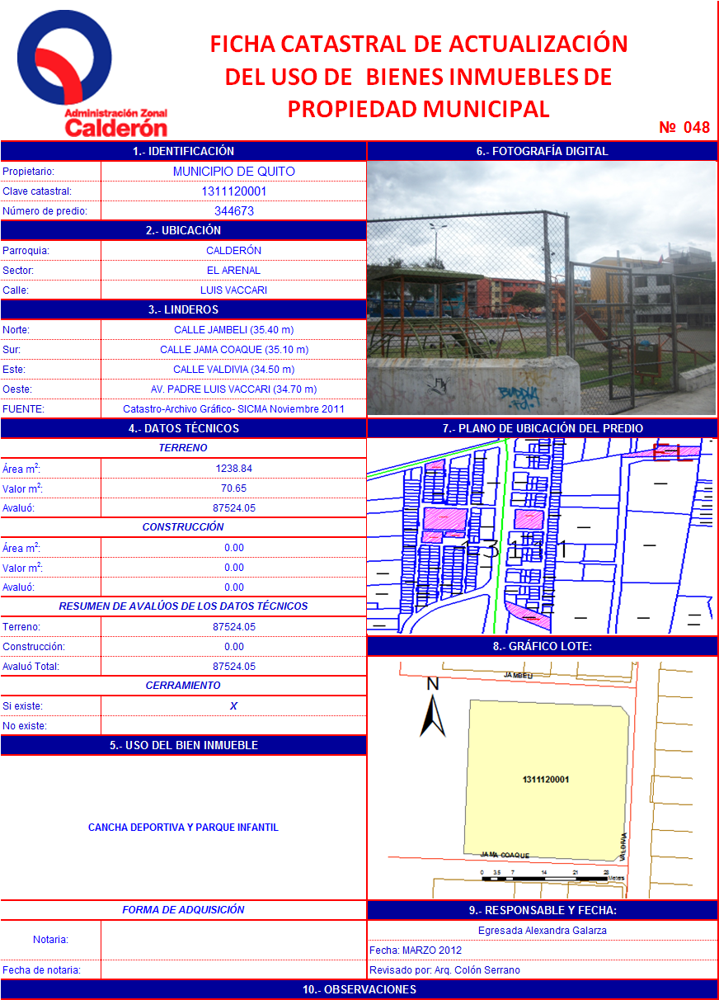 Administración Zonal
Calderón
FICHA CATASTRAL DE ACTUALIZACIÓN
DEL USO DE BIENES INMUEBLES DE
PROPIEDAD MUNICIPAL
№ 048
1.- IDENTIFICACIÓN
Propietario: MUNICIPIO DE QUITO
Clave catastral: 1311120001
Número de predio: 344673
2.- UBICACIÓN
Parroquia: CALDERÓN
Sector: EL ARENAL
Calle: LUIS VACCARI
3.- LINDEROS
Norte: CALLE JAMBELI (35.40 m)
Sur: CALLE JAMA COAQUE (35.10 m)
Este: CALLE VALDIVIA (34.50 m)
Oeste: AV. PADRE LUIS VACCARI (34.70 m)
FUENTE: Catastro-Archivo Gráfico- SICMA Noviembre 2011
4.- DATOS TÉCNICOS
TERRENO
Área m²: 1238.84
Valor m²: 70.65
Avaluó: 87524.05
CONSTRUCCIÓN
Área m²: 0.00
Valor m²: 0.00
Avaluó: 0.00
RESUMEN DE AVALÚOS DE LOS DATOS TÉCNICOS
Terreno: 87524.05
Construcción: 0.00
Avaluó Total: 87524.05
CERRAMIENTO
Si existe: X
No existe:
5.- USO DEL BIEN INMUEBLE
CANCHA DEPORTIVA Y PARQUE INFANTIL
FORMA DE ADQUISICIÓN
Notaria:
Fecha de notaria:
6.- FOTOGRAFÍA DIGITAL
BUDDHA
7.- PLANO DE UBICACIÓN DEL PREDIO
EL
13111
8.- GRÁFICO LOTE:
JAMBELI
N
1311120001
JAMA COAQUE
VALDIVIA
0 3.5 7 14 21 28
Meters
9.- RESPONSABLE Y FECHA:
Egresada Alexandra Galarza
Fecha: MARZO 2012
Revisado por: Arq. Colón Serrano
10.- OBSERVACIONES